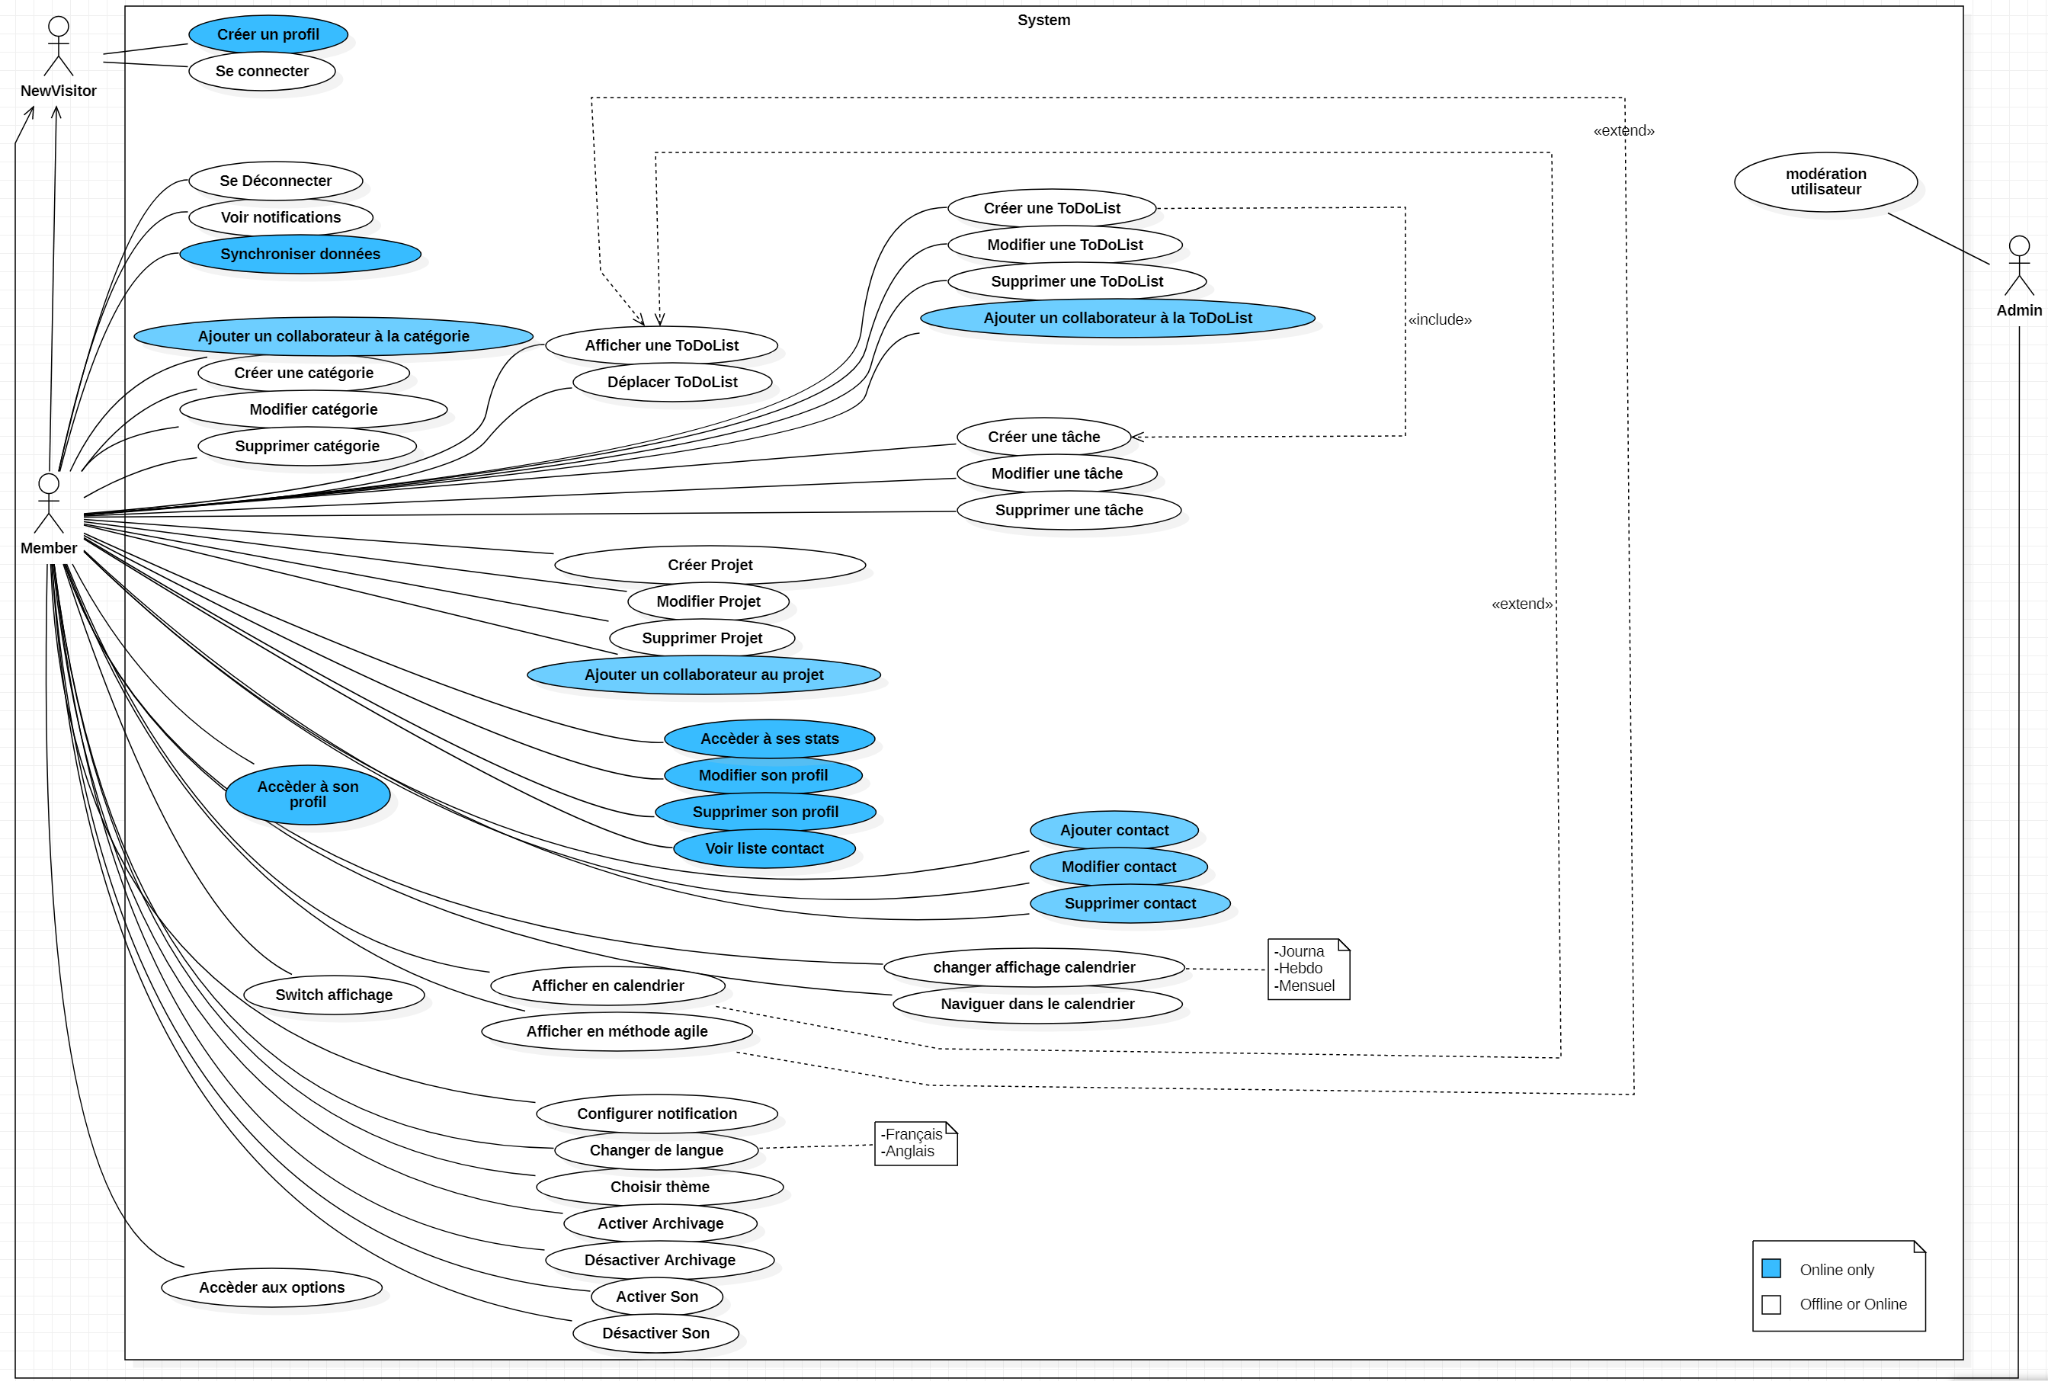 System
Créer un profil
Se connecter
NewVisitor
«extend»
modération
utilisateur
Se Déconnecter
Voir notifications
Synchroniser données
Créer une ToDoList
Modifier une ToDoList
Supprimer une ToDoList
Ajouter un collaborateur à la ToDoList
«include»
Admin
Ajouter un collaborateur à la catégorie
Créer une catégorie
Modifier catégorie
Supprimer catégorie
Afficher une ToDoList
Déplacer ToDoList
Créer une tâche
Modifier une tâche
Supprimer une tâche
Member
Créer Projet
Modifier Projet
Supprimer Projet
Ajouter un collaborateur au projet
«extend»
Accèder à ses stats
Modifier son profil
Supprimer son profil
Voir liste contact
Accèder à son
profil
Ajouter contact
Modifier contact
Supprimer contact
changer affichage calendrier
Naviguer dans le calendrier
-Journa
-Hebdo
-Mensuel
Switch affichage
Afficher en calendrier
Afficher en méthode agile
Configurer notification
Changer de langue
Choisir thème
Activer Archivage
Désactiver Archivage
Activer Son
Désactiver Son
-Français
-Anglais
Accèder aux options
Online only
Offline or Online